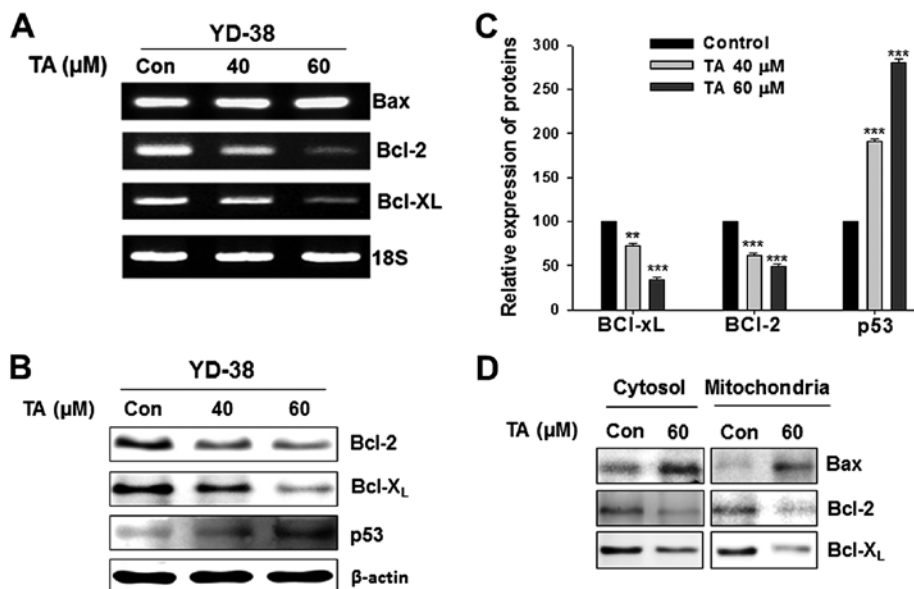 A
YD-38
TA (μM) Con 40 60
Bax
Bcl-2
Bcl-XL
18S
B
YD-38
TA (μM) Con 40 60
Bcl-2
Bcl-XL
p53
β-actin
C
Relative expression of proteins
300
250
200
150
100
50
0
Control
TA 40 μM
TA 60 μM
** ***
*** ***
*** ***
BCl-xL BCl-2 p53
D
Cytosol Mitochondria
TA (μM) Con 60 Con 60
Bax
Bcl-2
Bcl-XL